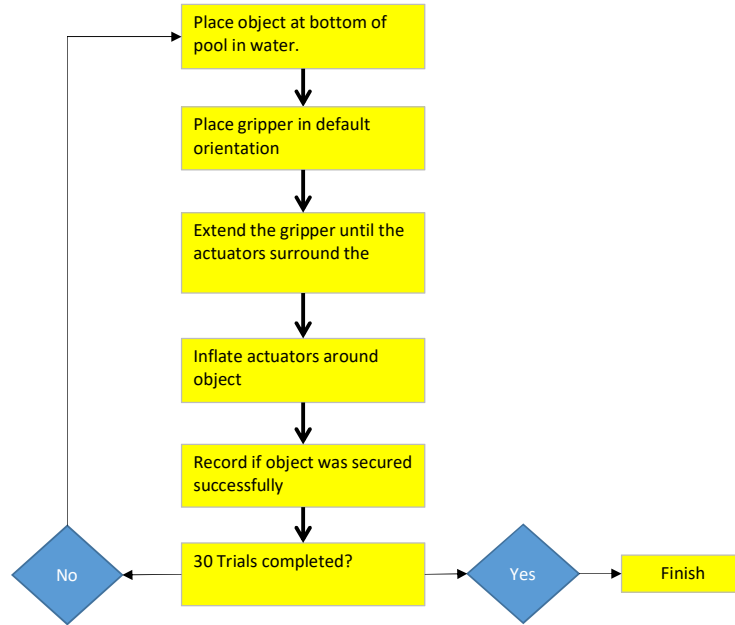 Place object at bottom of
pool in water.
Place gripper in default
orientation
Extend the gripper until the
actuators surround the
Inflate actuators around
object
Record if object was secured
successfully
30 Trials completed?
No
Yes
Finish